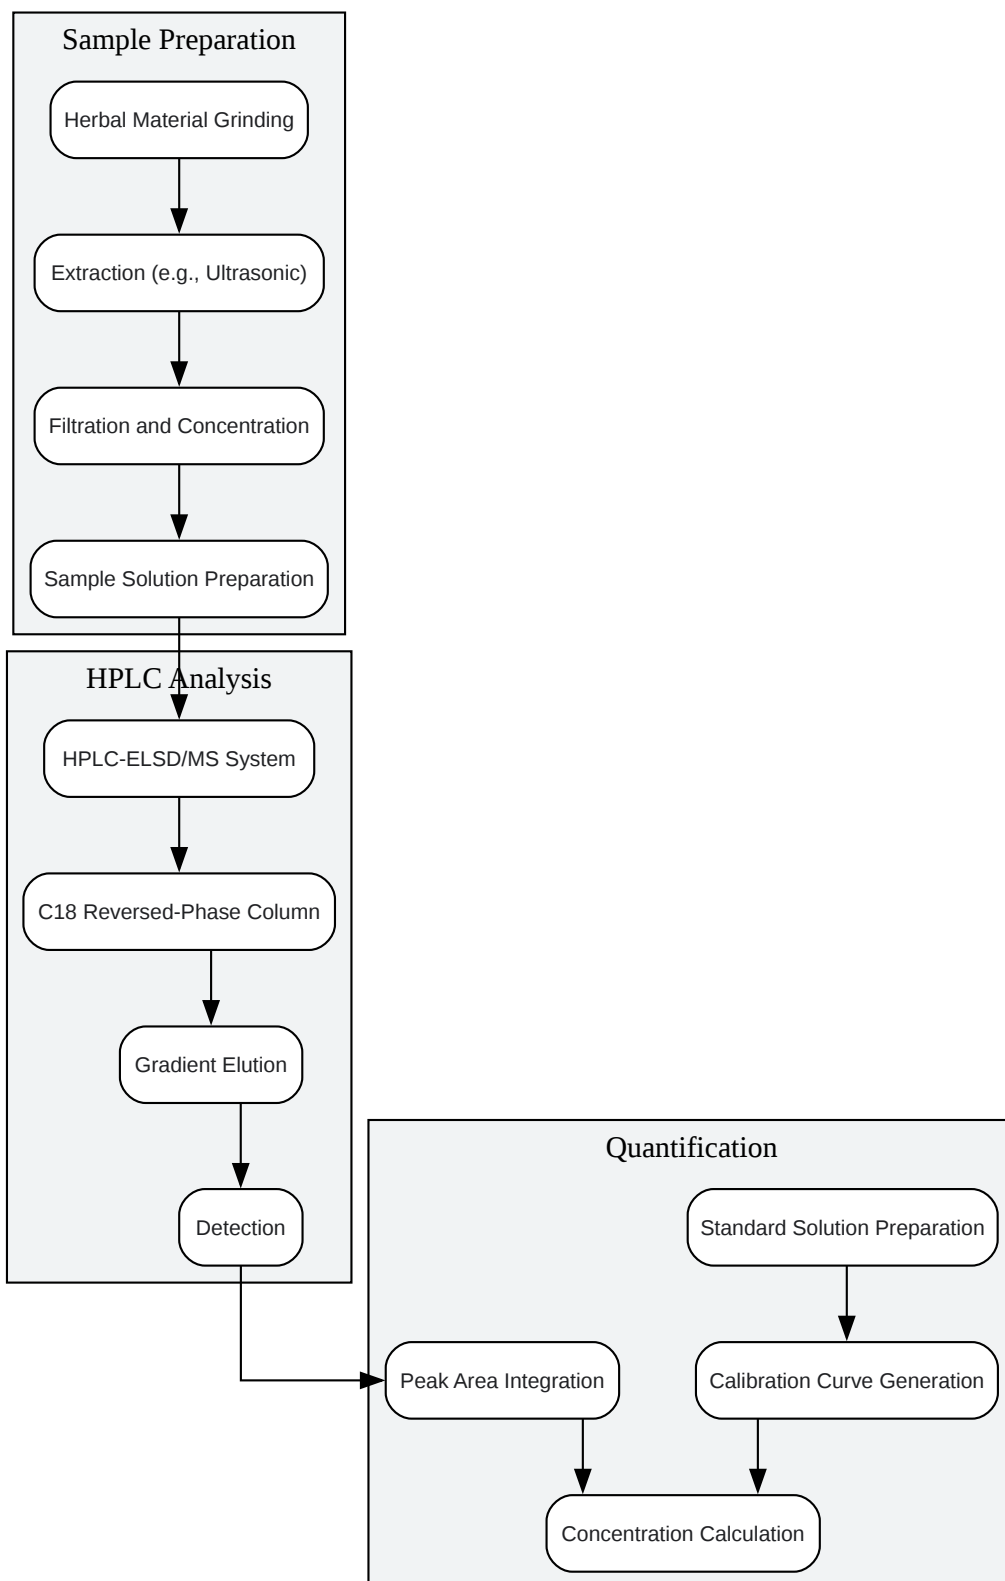 Sample Preparation
Herbal Material Grinding
Extraction (e.g., Ultrasonic)
Filtration and Concentration
Sample Solution Preparation
HPLC Analysis
HPLC-ELSD/MS System
C18 Reversed-Phase Column
Gradient Elution
Detection
Quantification
Standard Solution Preparation
Peak Area Integration
Calibration Curve Generation
Concentration Calculation